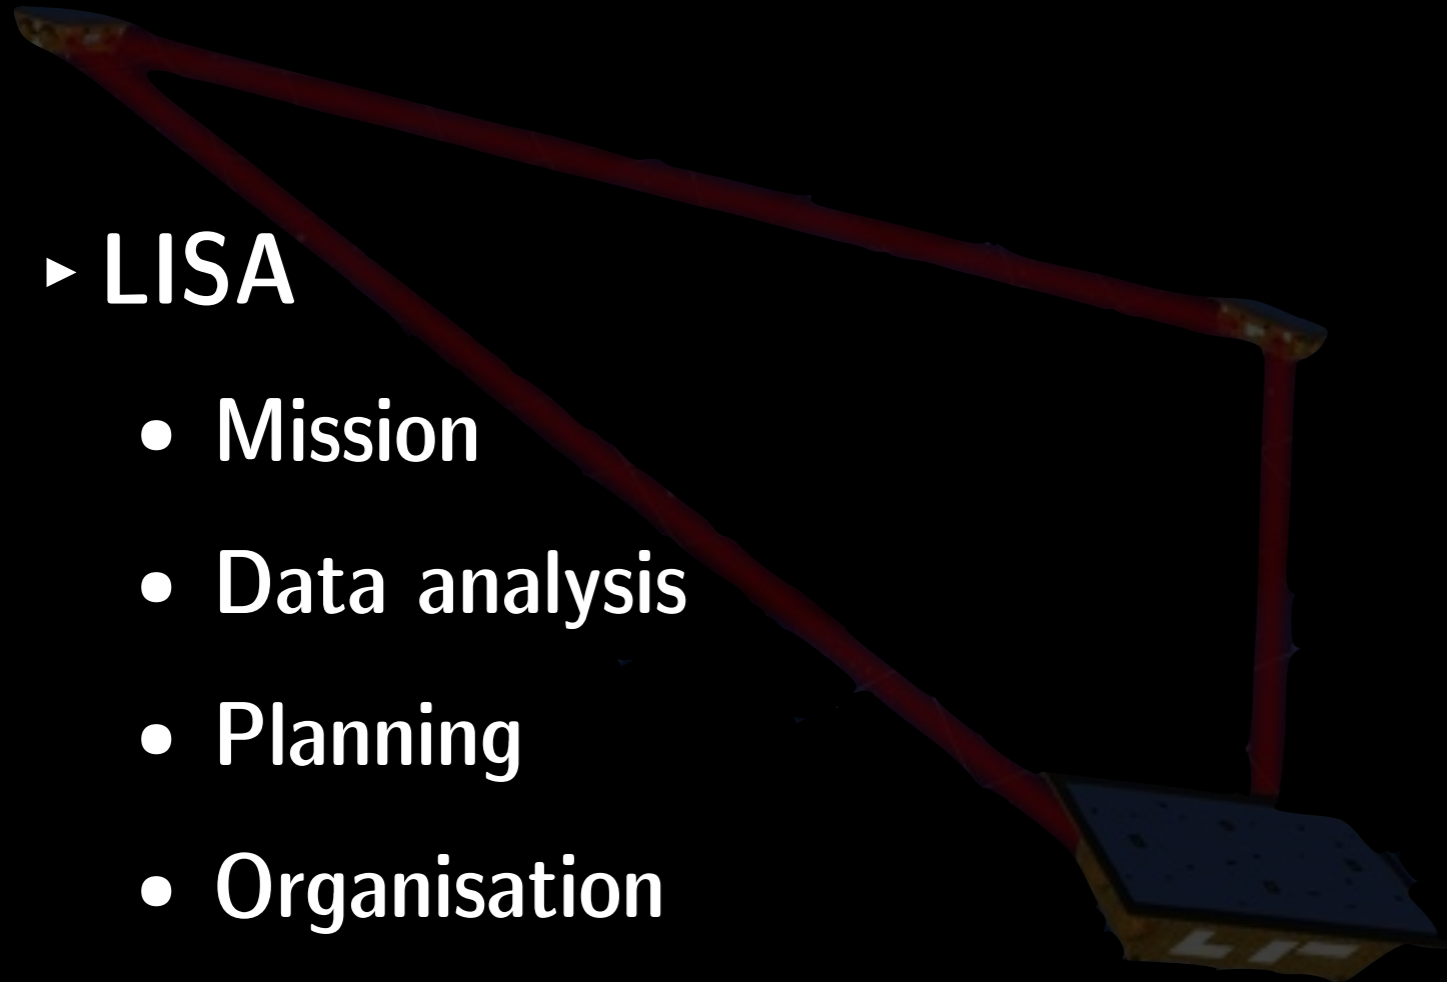 ▸ LISA
• Mission
• Data analysis
• Planning
• Organisation